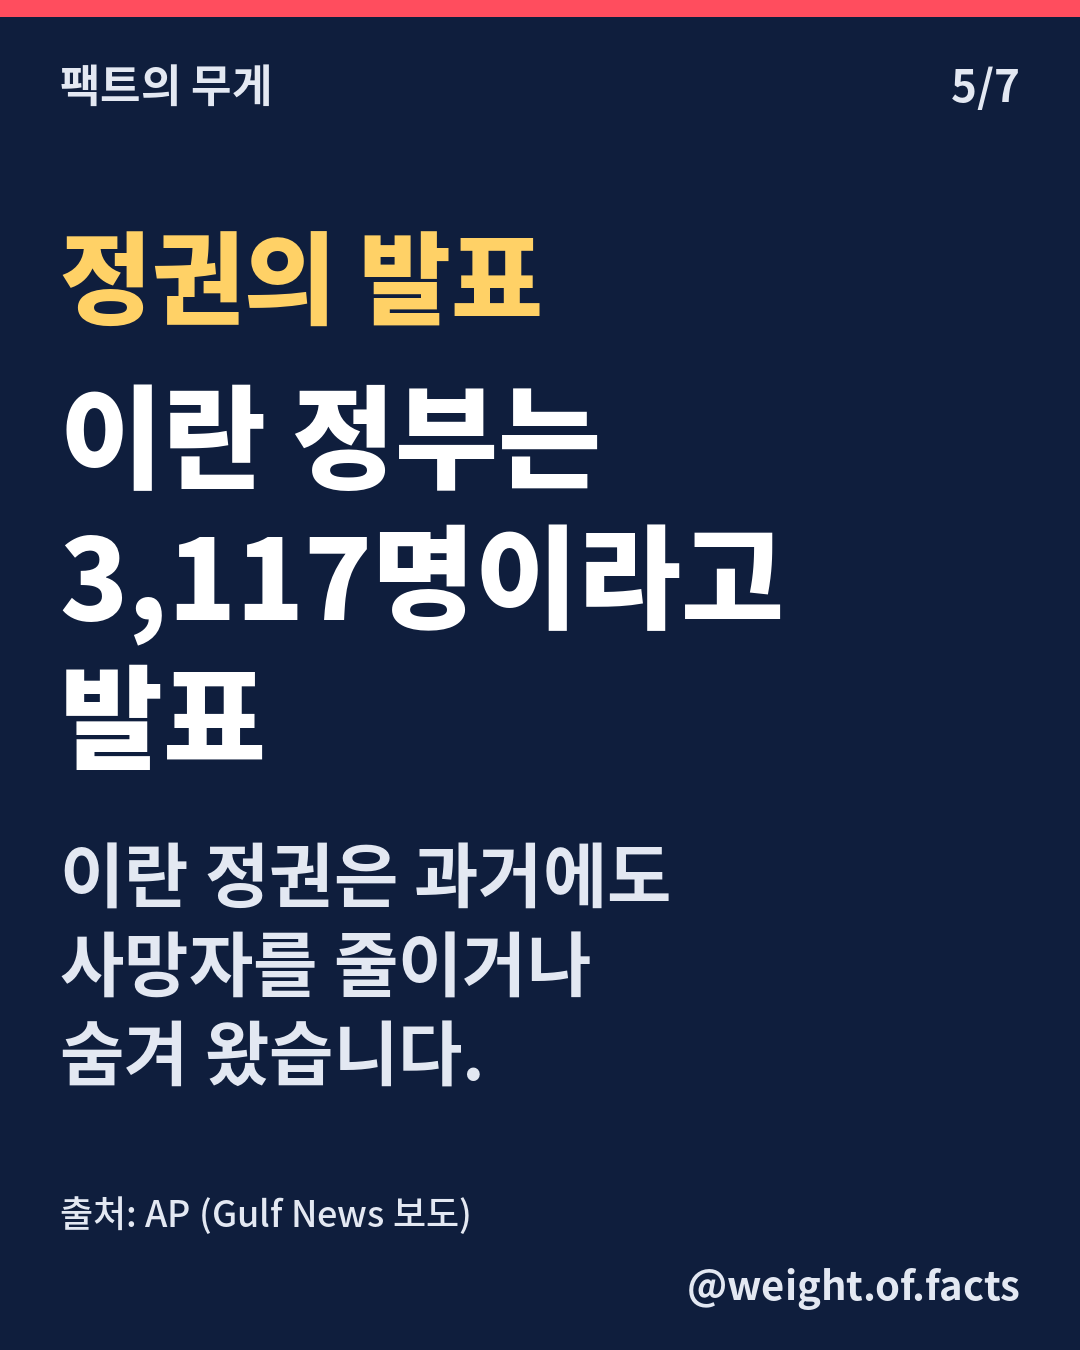 팩트의 무게
5/7
정권의 발표
이란 정부는
3,117명이라고
발표
이란 정권은 과거에도
사망자를 줄이거나
숨겨 왔습니다.
출처: AP (Gulf News 보도)
@weight.of.facts